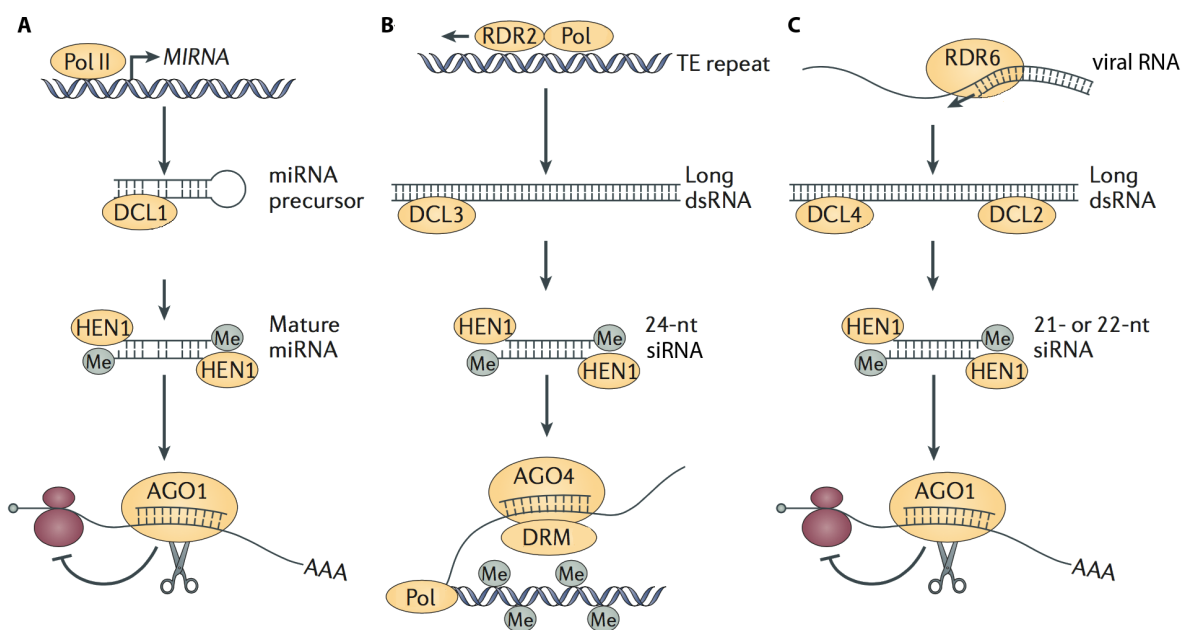 A
Pol II
MIRNA
DCL1
miRNA
precursor
HEN1
Me
Me
HEN1
Mature
miRNA
AGO1
AAA
B
RDR2
Pol
TE repeat
DCL3
Long
dsRNA
HEN1
Me
Me
HEN1
24-nt
siRNA
AGO4
DRM
Me
Me
Pol
Me
Me
C
RDR6
viral RNA
DCL4
DCL2
Long
dsRNA
HEN1
Me
Me
HEN1
21- or 22-nt
siRNA
AGO1
AAA